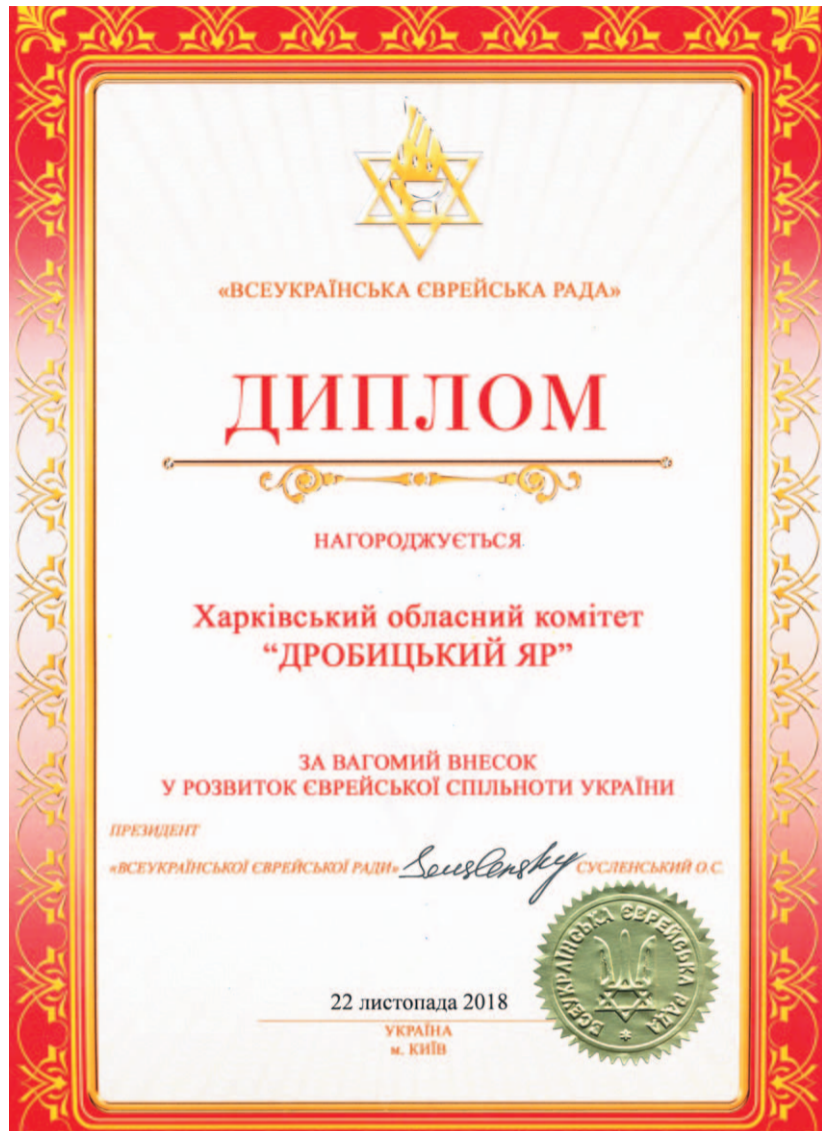 «ВСЕУКРАЇНСЬКА ЄВРЕЙСЬКА РАДА»
ДИПЛОМ
НАГОРОДЖУЄТЬСЯ
Харківський обласний комітет
“ДРОБИЦЬКИЙ ЯР”
ЗА ВАГОМИЙ ВНЕСОК
У РОЗВИТОК ЄВРЕЙСЬКОЇ СПІЛЬНОТИ УКРАЇНИ
ПРЕЗИДЕНТ
«ВСЕУКРАЇНСЬКОЇ ЄВРЕЙСЬКОЇ РАДИ» Souslensky СУСЛЕНСЬКИЙ О.С.
ВСЕУКРАЇНСЬКА ЄВРЕЙСЬКА РАДА
22 листопада 2018
УКРАЇНА
м. КИЇВ